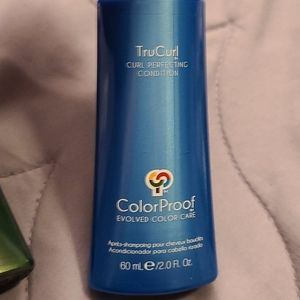 TruCurl
CURL PERFECTING
CONDITION
ColorProof
EVOLVED COLOR CARE
Après-shampooing pour cheveux bouclés
Acondicionador para cabello rizado
60 mL e/2.0 Fl. Oz.